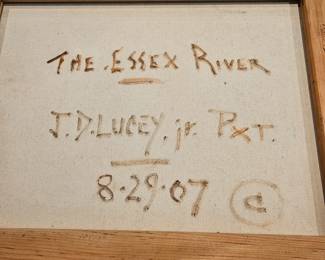 THE ESSEX RIVER
J.D. LUCEY, jr. PXT.
8·29·07 ©